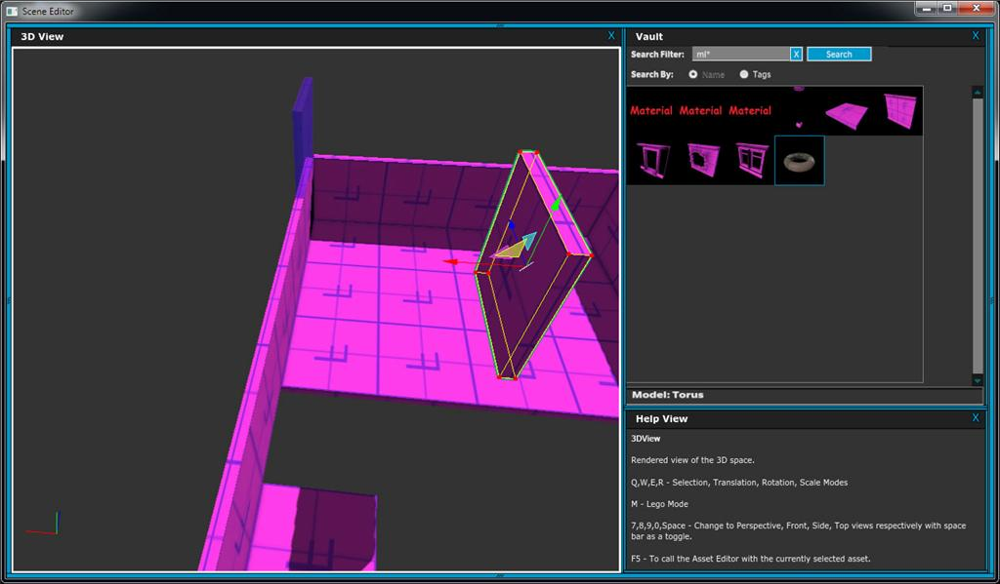 Scene Editor
3D View
X
Vault
X
Search Filter:
ml*
X
Search
Search By:
Name
Tags
Material Material Material
Model: Torus
Help View
X
3DView
Rendered view of the 3D space.
Q,W,E,R - Selection, Translation, Rotation, Scale Modes
M - Lego Mode
7,8,9,0,Space - Change to Perspective, Front, Side, Top views respectively with space
bar as a toggle.
F5 - To call the Asset Editor with the currently selected asset.